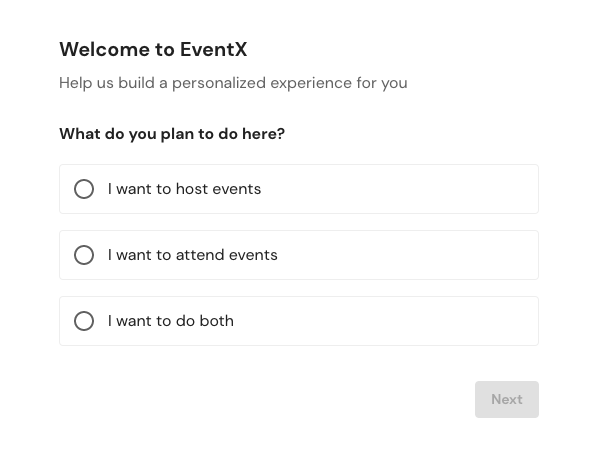 Welcome to EventX
Help us build a personalized experience for you
What do you plan to do here?
I want to host events
I want to attend events
I want to do both
Next